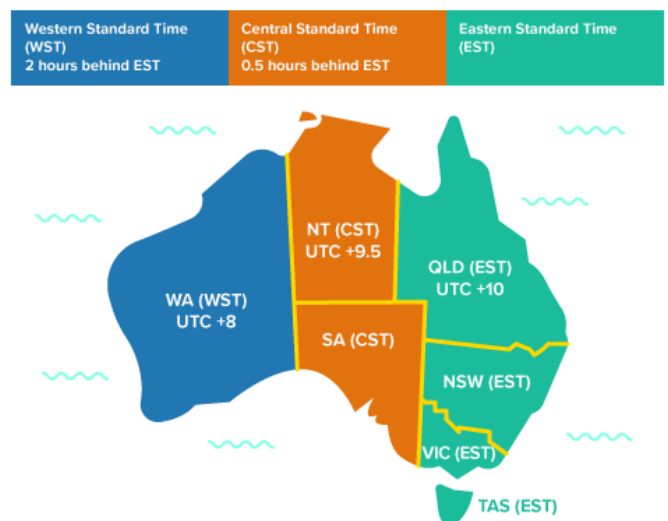 Western Standard Time
(WST)
2 hours behind EST
Central Standard Time
(CST)
0.5 hours behind EST
Eastern Standard Time
(EST)
NT (CST)
UTC +9.5
QLD (EST)
UTC +10
WA (WST)
UTC +8
SA (CST)
NSW (EST)
VIC (EST)
TAS (EST)